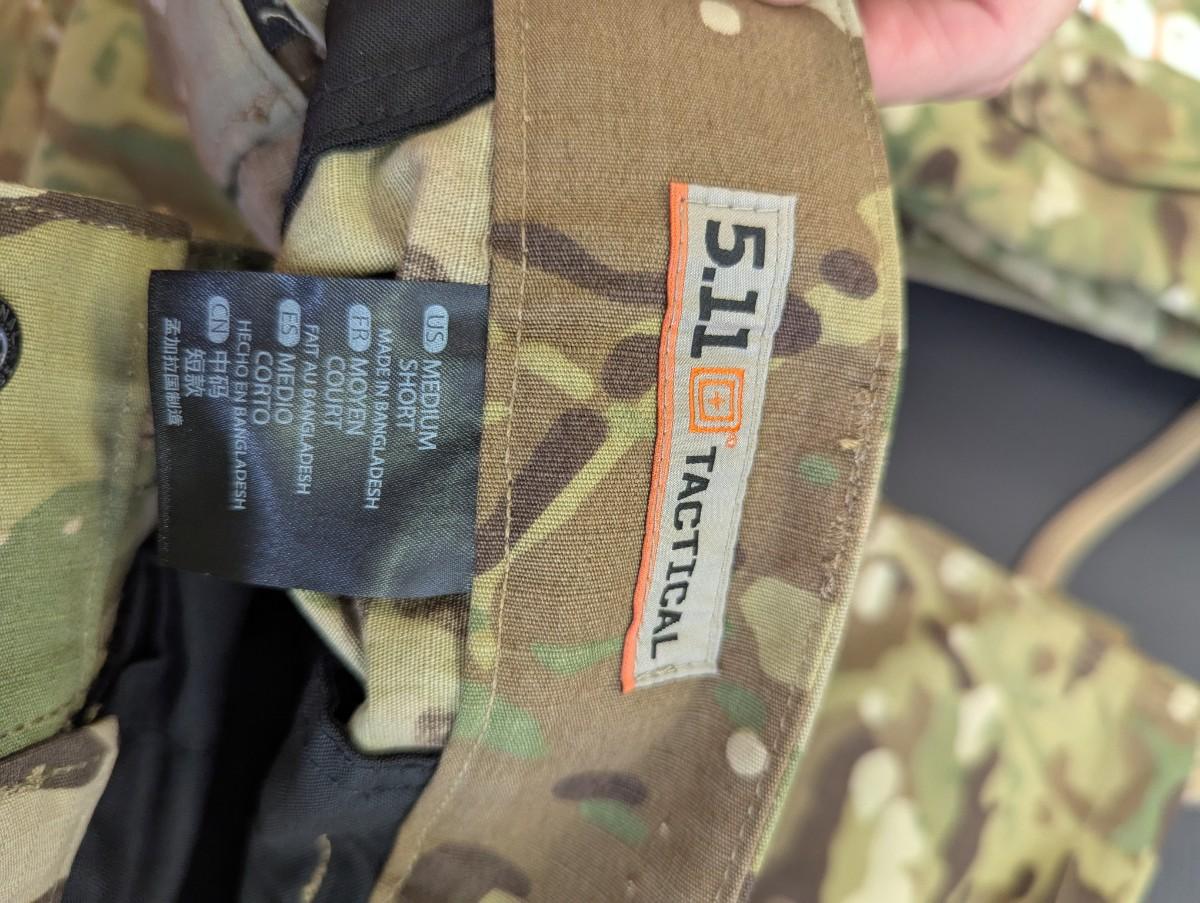 5.11® TACTICAL
US MEDIUM
SHORT
MADE IN BANGLADESH
FR MOYEN
COURT
FAIT AU BANGLADESH
ES MEDIO
CORTO
HECHO EN BANGLADESH
CN 中码
短款
孟加拉国制造